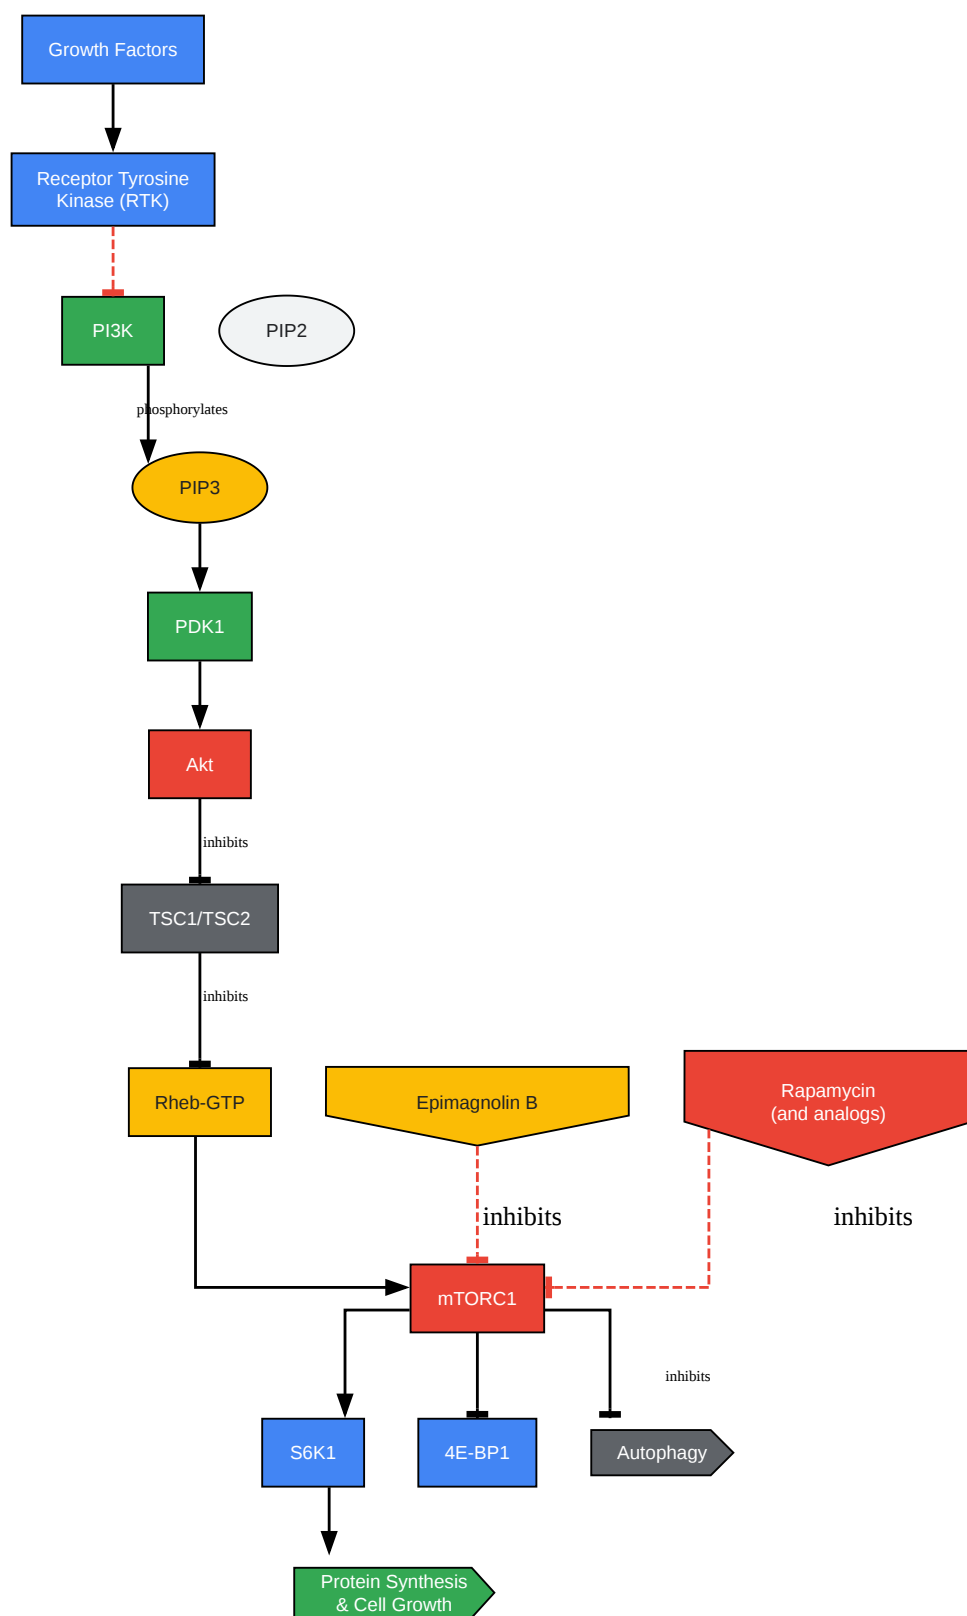 Growth Factors
Receptor Tyrosine
Kinase (RTK)
PI3K
PIP2
phosphorylates
PIP3
PDK1
Akt
inhibits
TSC1/TSC2
inhibits
Rheb-GTP
Epimagnolin B
Rapamycin
(and analogs)
inhibits
inhibits
mTORC1
inhibits
S6K1
4E-BP1
Autophagy
Protein Synthesis
& Cell Growth